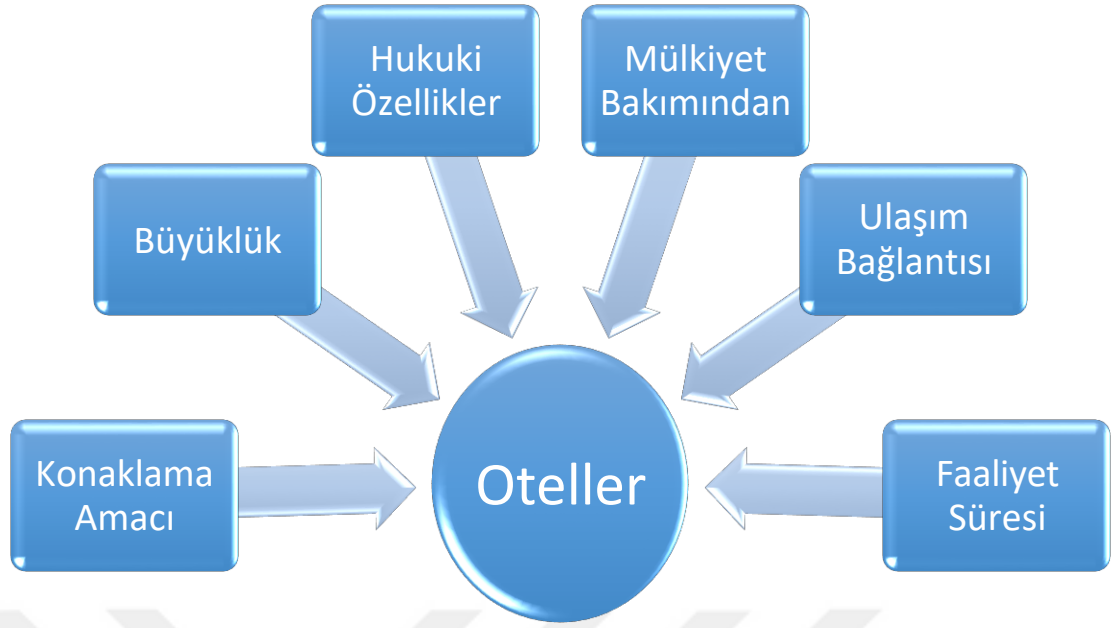 Hukuki
Özellikler
Mülkiyet
Bakımından
Büyüklük
Ulaşım
Bağlantısı
Konaklama
Amacı
Oteller
Faaliyet
Süresi